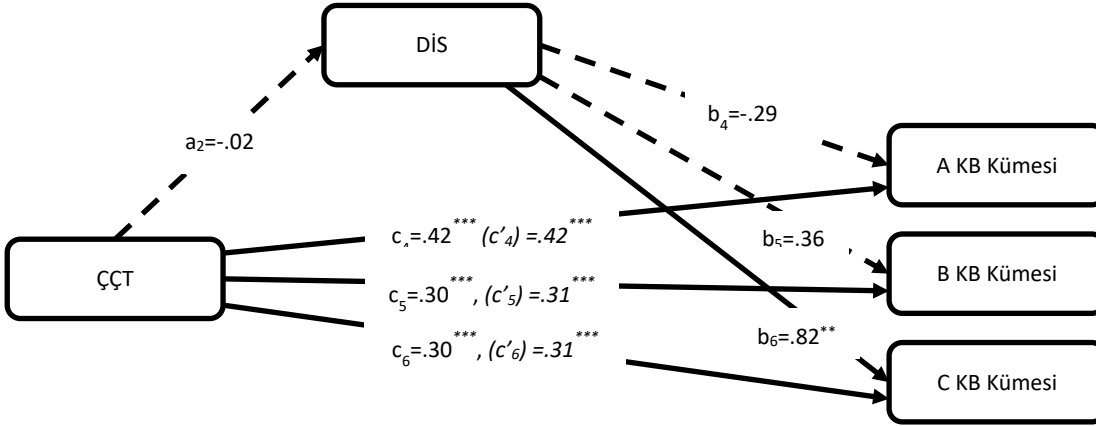 DİS
b4=-.29
a2=-.02
A KB Kümesi
c4=.42*** (c’4) =.42***
b5=.36
ÇÇT
B KB Kümesi
c5=.30***, (c’5) =.31***
b6=.82**
c6=.30***, (c’6) =.31***
C KB Kümesi